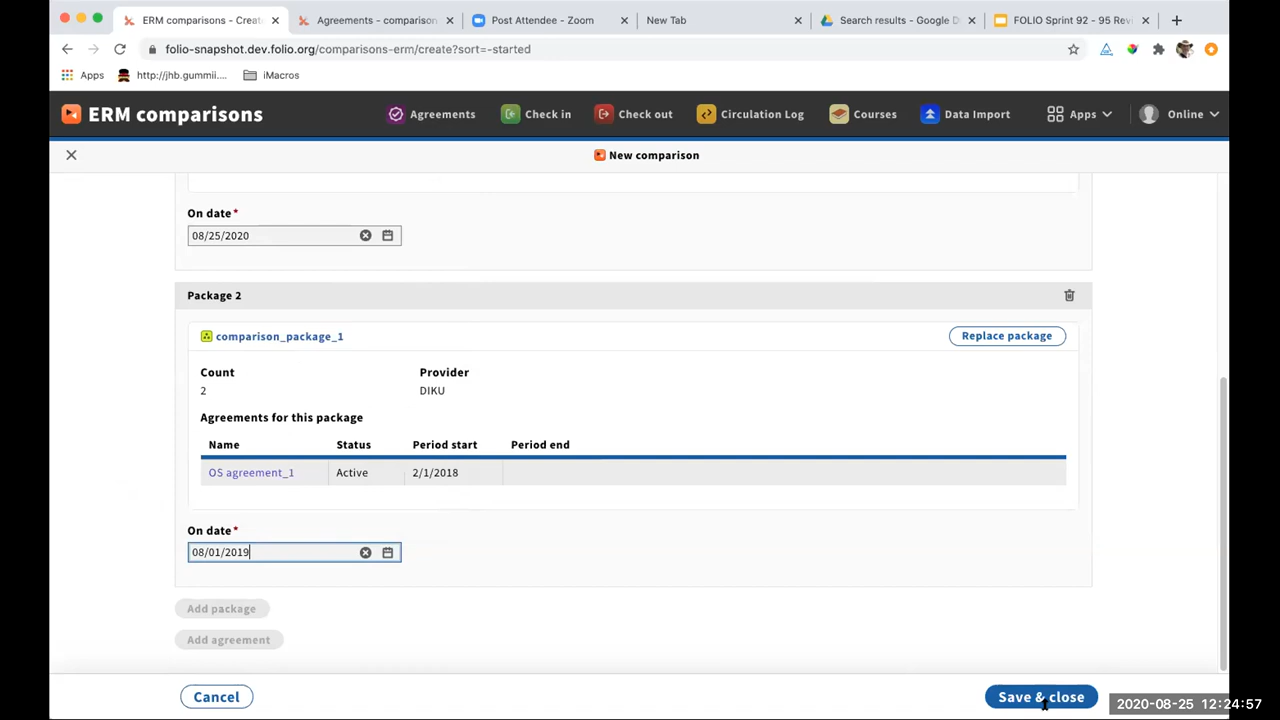 ERM comparisons - Create
Agreements - comparison
Post Attendee - Zoom
New Tab
Search results - Google D
FOLIO Sprint 92 - 95 Rev
folio-snapshot.dev.folio.org/comparisons-erm/create?sort=-started
Apps
http://jhb.gummii....
iMacros
ERM comparisons
Agreements
Check in
Check out
Circulation Log
Courses
Data Import
Apps
Online
New comparison
On date*
08/25/2020
Package 2
comparison_package_1
Replace package
Count
Provider
2
DIKU
Agreements for this package
Name Status Period start Period end
OS agreement_1 Active 2/1/2018
On date*
08/01/2019
Add package
Add agreement
Cancel
Save & close
2020-08-25 12:24:57